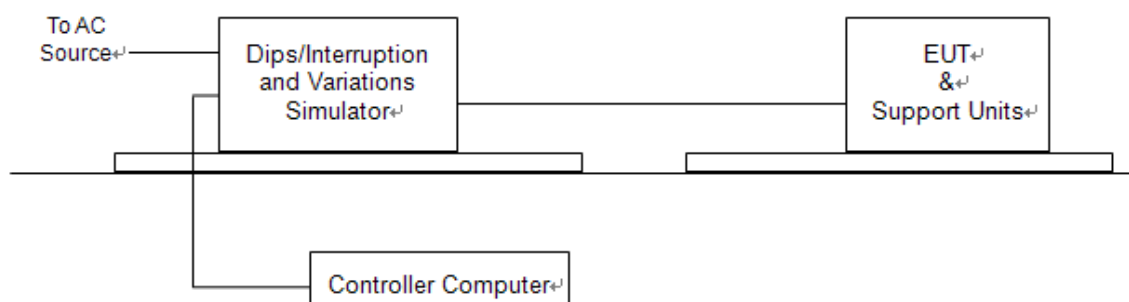 To AC
Source↵
Dips/Interruption
and Variations
Simulator↵
EUT↵
&↵
Support Units↵
Controller Computer↵